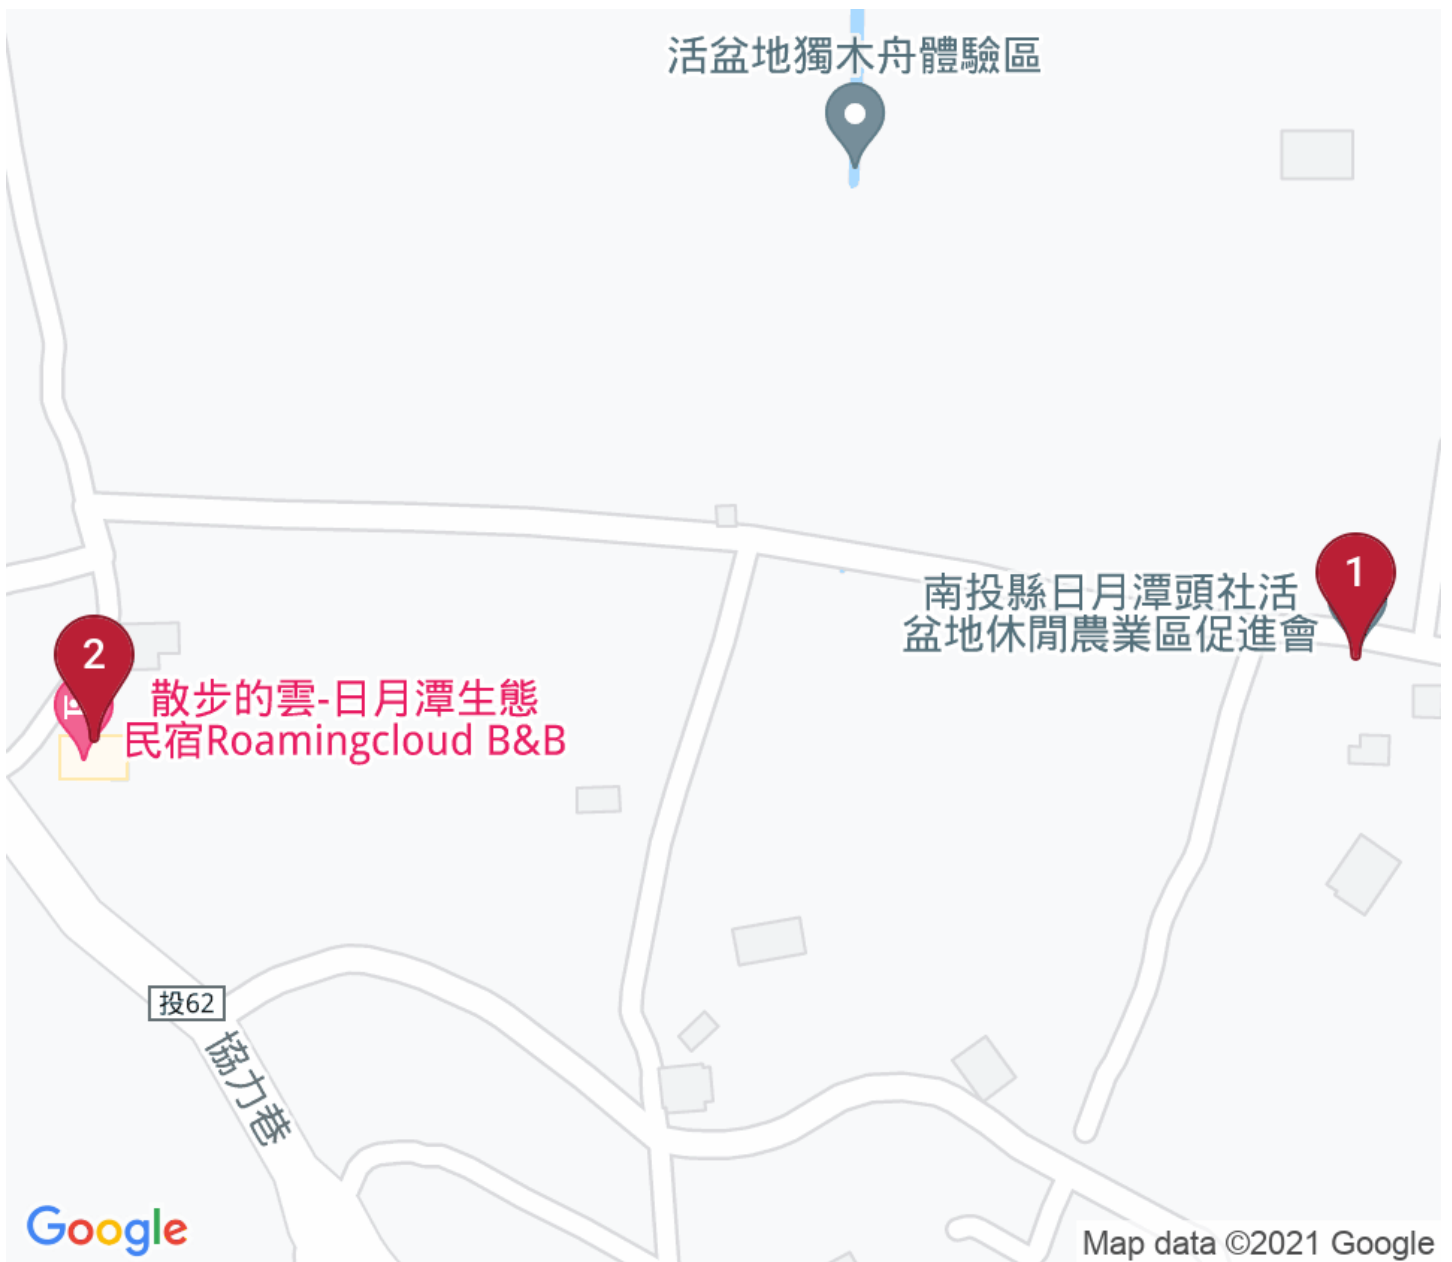 活盆地獨木舟體驗區
1
南投縣日月潭頭社活
盆地休閒農業區促進會
2
散步的雲-日月潭生態
民宿Roamingcloud B&B
投62
協力巷
Google
Map data ©2021 Google